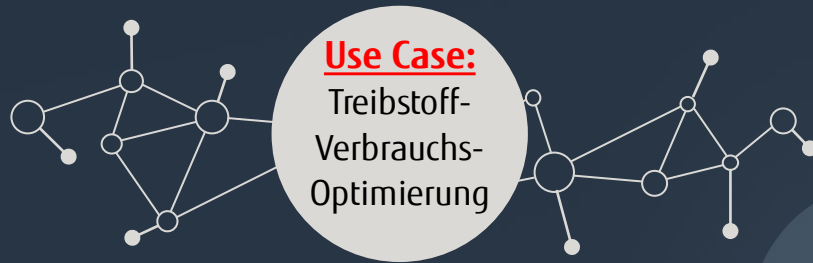 Use Case:
Treibstoff-
Verbrauchs-
Optimierung